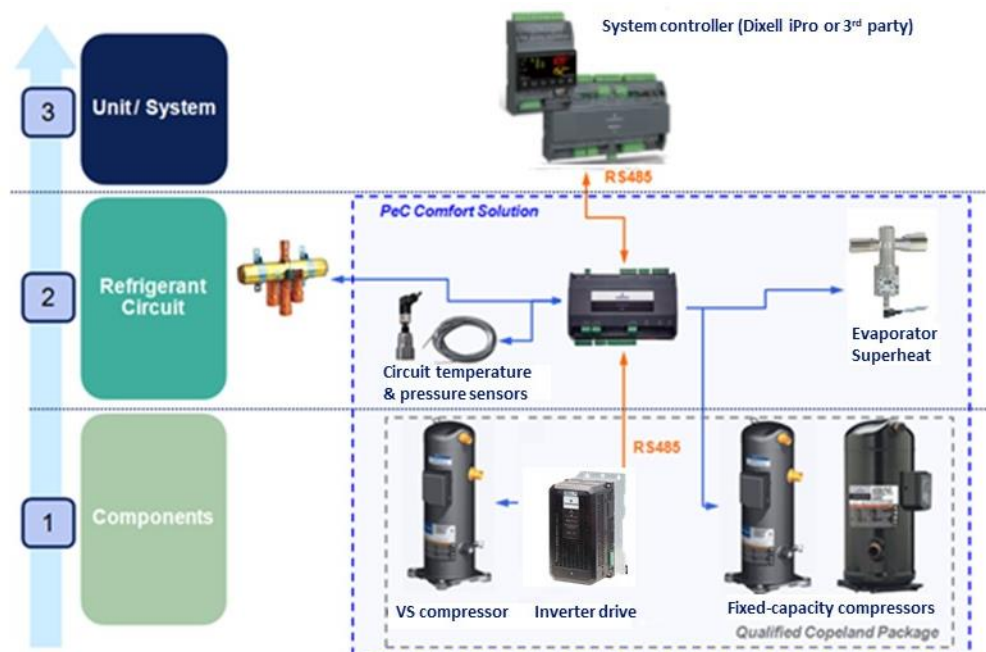 System controller (Dixell iPro or 3rd party)
3
Unit / System
RS485
PeC Comfort Solution
2
Refrigerant
Circuit
Evaporator
Superheat
Circuit temperature
& pressure sensors
RS485
1
Components
VS compressor
Inverter drive
Fixed-capacity compressors
Qualified Copeland Package